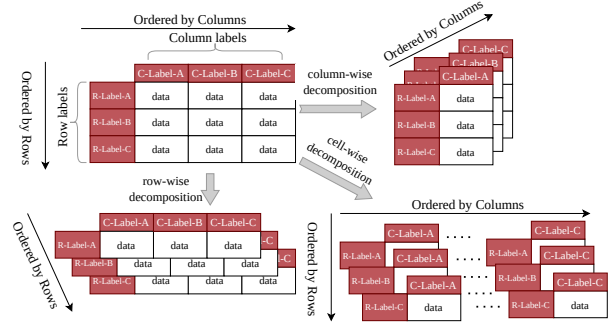 Ordered by Columns
Column labels
C-Label-A C-Label-B C-Label-C
Ordered by Rows
Row labels
R-Label-A data data data
R-Label-B data data data
R-Label-C data data data
column-wise
decomposition
Ordered by Columns
C-Label-C
C-Label-B
C-Label-A
R-Label-A data
R-Label-B data
R-Label-C data
cell-wise
decomposition
row-wise
decomposition
Ordered by Rows
C-Label-A C-Label-B C-Label-C
R-Label-A data data data
R-Label-B data data data
R-Label-C data data data
Ordered by Columns
Ordered by Rows
C-Label-A . . . . C-Label-C
R-Label-A R-Label-A
C-Label-A C-Label-C
R-Label-B . . . . R-Label-B
C-Label-A C-Label-C
R-Label-C data . . . . R-Label-C data